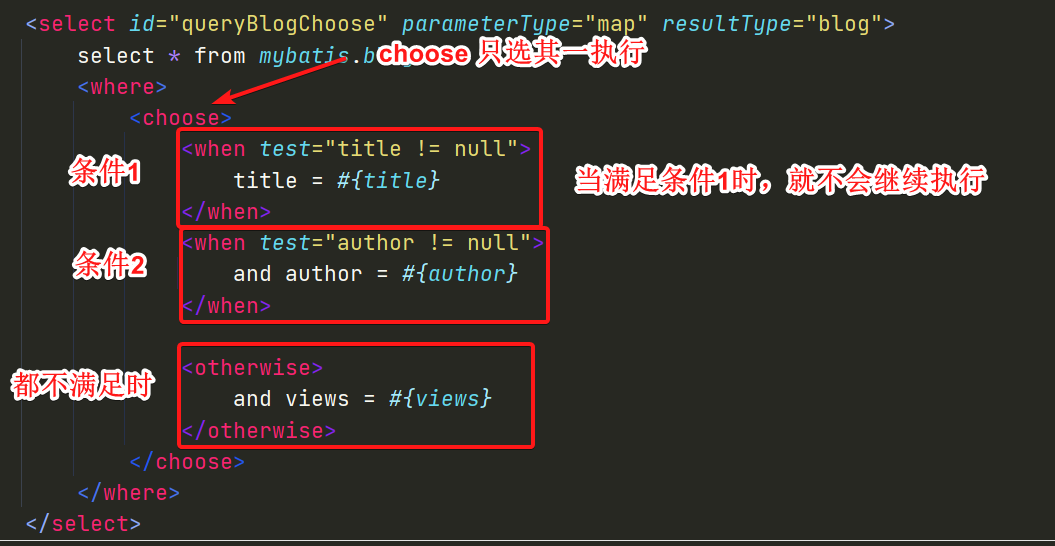 <select id="queryBlogChoose" parameterType="map" resultType="blog">
select * from mybatis.b
choose 只选其一执行
<where>
<choose>
条件1
<when test="title != null">
title = #{title}
</when>
当满足条件1时，就不会继续执行
条件2
<when test="author != null">
and author = #{author}
</when>
都不满足时
<otherwise>
and views = #{views}
</otherwise>
</choose>
</where>
</select>